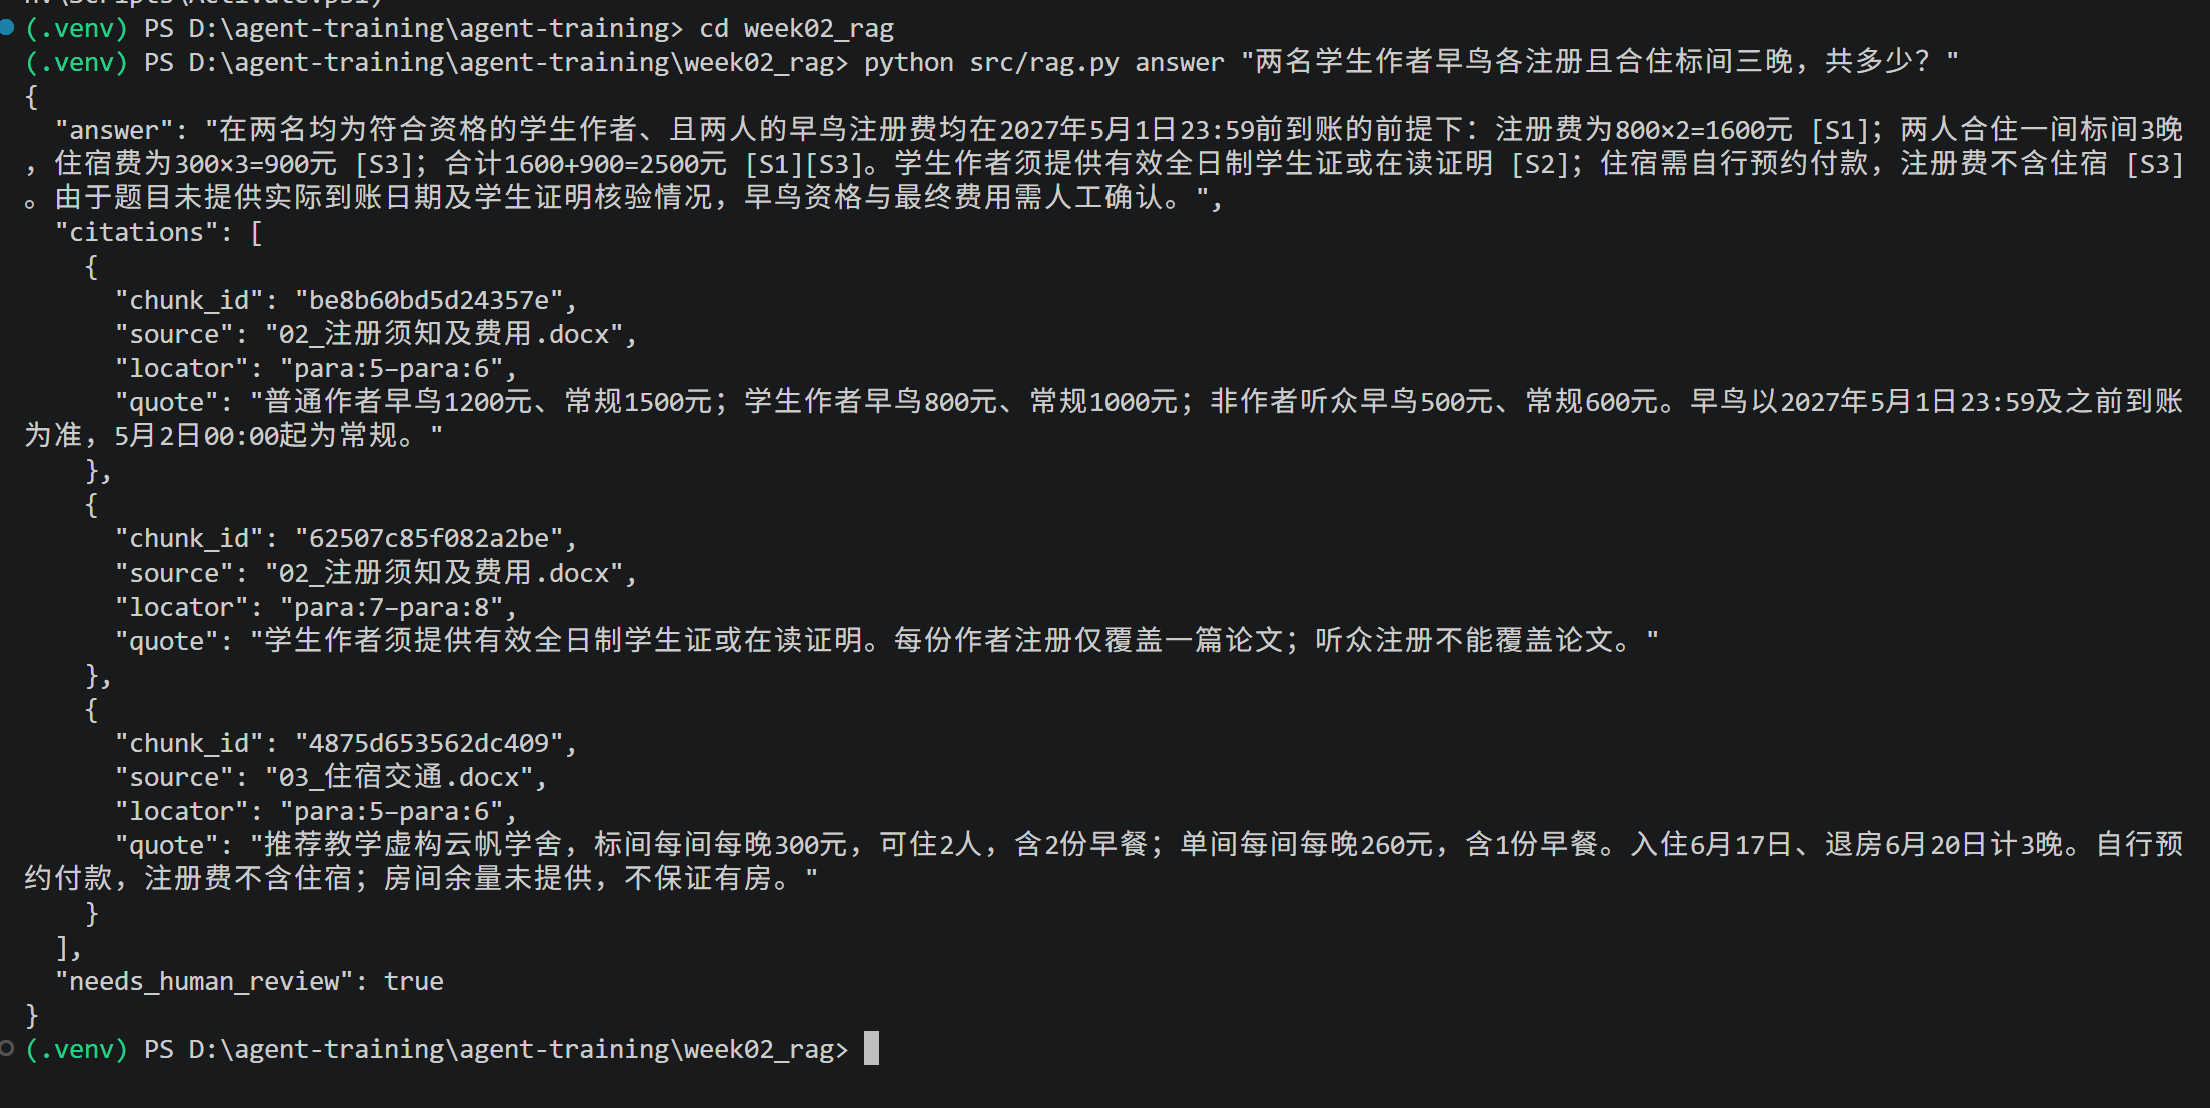 (.venv) PS D:\agent-training\agent-training> cd week02_rag
(.venv) PS D:\agent-training\agent-training\week02_rag> python src/rag.py answer "两名学生作者早鸟各注册且合住标间三晚，共多少？"
{
  "answer": "在两名均为符合资格的学生作者、且两人的早鸟注册费均在2027年5月1日23:59前到账的前提下：注册费为800×2=1600元 [S1]；两人合住一间标间3晚
，住宿费为300×3=900元 [S3]；合计1600+900=2500元 [S1][S3]。学生作者须提供有效全日制学生证或在读证明 [S2]；住宿需自行预约付款，注册费不含住宿 [S3]
。由于题目未提供实际到账日期及学生证明核验情况，早鸟资格与最终费用需人工确认。",
  "citations": [
    {
      "chunk_id": "be8b60bd5d24357e",
      "source": "02_注册须知及费用.docx",
      "locator": "para:5–para:6",
      "quote": "普通作者早鸟1200元、常规1500元；学生作者早鸟800元、常规1000元；非作者听众早鸟500元、常规600元。早鸟以2027年5月1日23:59及之前到账
为准，5月2日00:00起为常规。"
    },
    {
      "chunk_id": "62507c85f082a2be",
      "source": "02_注册须知及费用.docx",
      "locator": "para:7–para:8",
      "quote": "学生作者须提供有效全日制学生证或在读证明。每份作者注册仅覆盖一篇论文；听众注册不能覆盖论文。"
    },
    {
      "chunk_id": "4875d653562dc409",
      "source": "03_住宿交通.docx",
      "locator": "para:5–para:6",
      "quote": "推荐教学虚构云帆学舍，标间每间每晚300元，可住2人，含2份早餐；单间每间每晚260元，含1份早餐。入住6月17日、退房6月20日计3晚。自行预
约付款，注册费不含住宿；房间余量未提供，不保证有房。"
    }
  ],
  "needs_human_review": true
}
(.venv) PS D:\agent-training\agent-training\week02_rag>